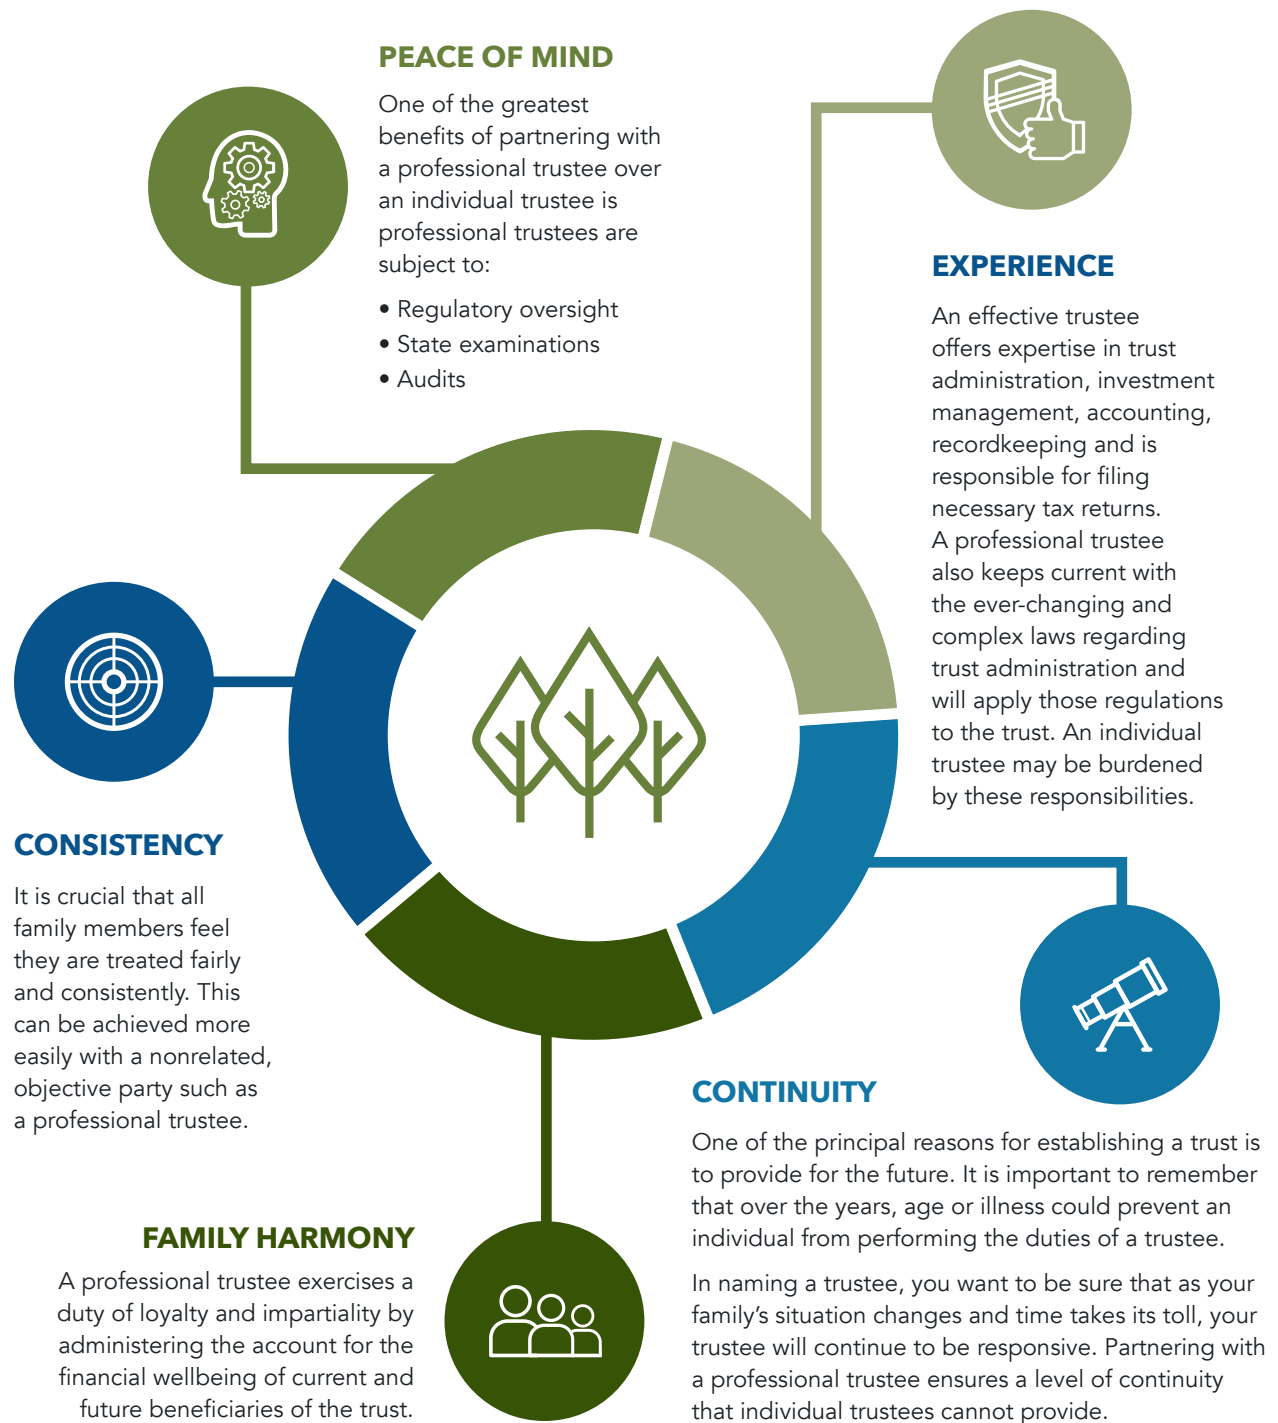 PEACE OF MIND
One of the greatest
benefits of partnering with
a professional trustee over
an individual trustee is
professional trustees are
subject to:
• Regulatory oversight
• State examinations
• Audits
EXPERIENCE
An effective trustee
offers expertise in trust
administration, investment
management, accounting,
recordkeeping and is
responsible for filing
necessary tax returns.
A professional trustee
also keeps current with
the ever-changing and
complex laws regarding
trust administration and
will apply those regulations
to the trust. An individual
trustee may be burdened
by these responsibilities.
CONSISTENCY
It is crucial that all
family members feel
they are treated fairly
and consistently. This
can be achieved more
easily with a nonrelated,
objective party such as
a professional trustee.
CONTINUITY
One of the principal reasons for establishing a trust is
to provide for the future. It is important to remember
that over the years, age or illness could prevent an
individual from performing the duties of a trustee.
In naming a trustee, you want to be sure that as your
family’s situation changes and time takes its toll, your
trustee will continue to be responsive. Partnering with
a professional trustee ensures a level of continuity
that individual trustees cannot provide.
FAMILY HARMONY
A professional trustee exercises a
duty of loyalty and impartiality by
administering the account for the
financial wellbeing of current and
future beneficiaries of the trust.